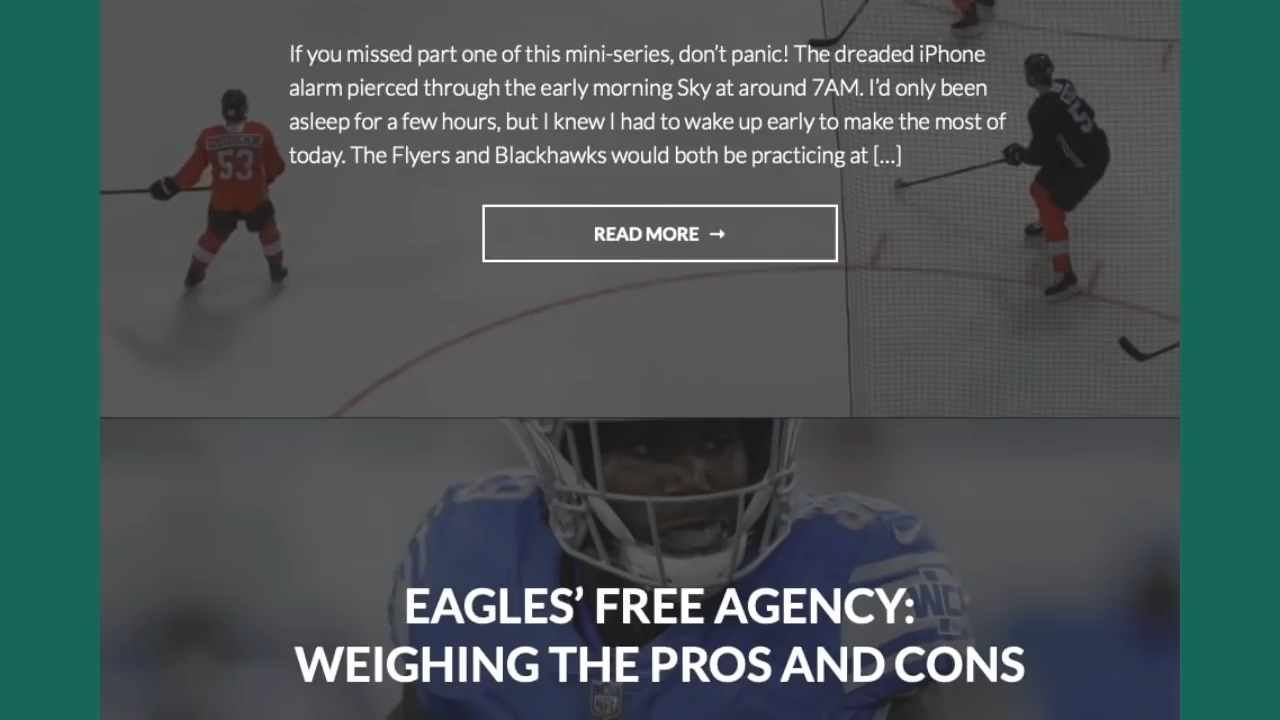 If you missed part one of this mini-series, don’t panic! The dreaded iPhone
alarm pierced through the early morning Sky at around 7AM. I’d only been
asleep for a few hours, but I knew I had to wake up early to make the most of
today. The Flyers and Blackhawks would both be practicing at [...]
53
5
READ MORE →
EAGLES’ FREE AGENCY:
WEIGHING THE PROS AND CONS
NFL